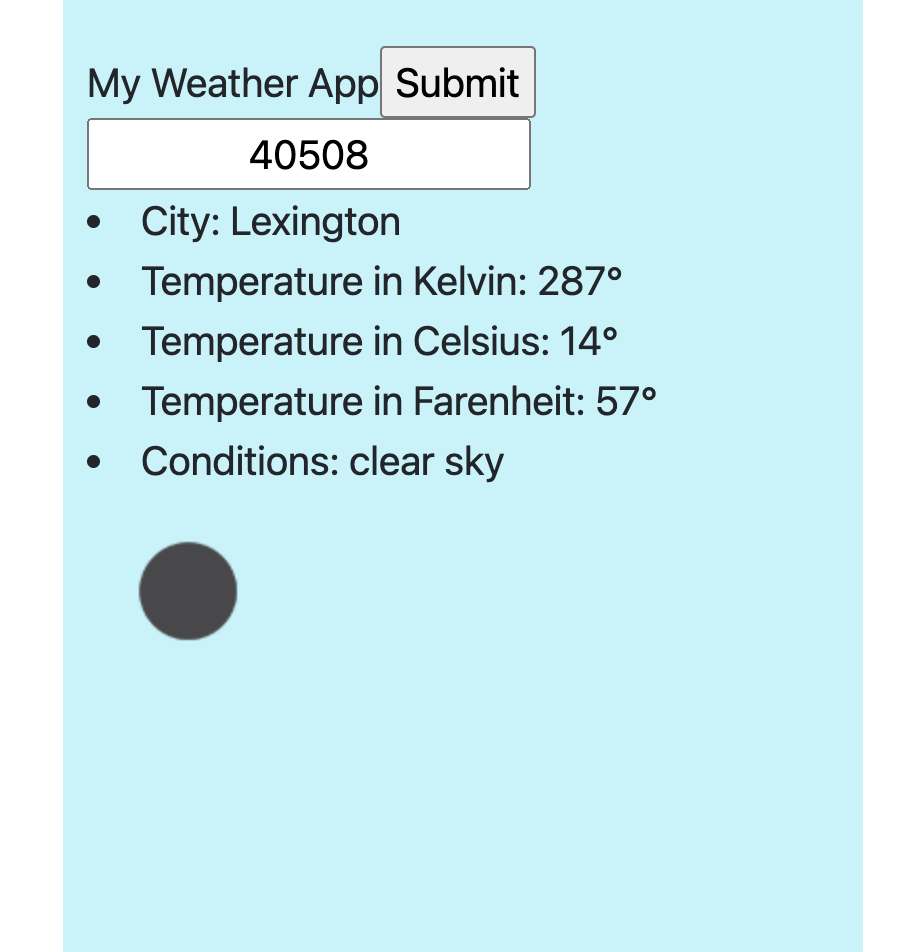 My Weather App Submit
40508
• City: Lexington
• Temperature in Kelvin: 287°
• Temperature in Celsius: 14°
• Temperature in Farenheit: 57°
• Conditions: clear sky